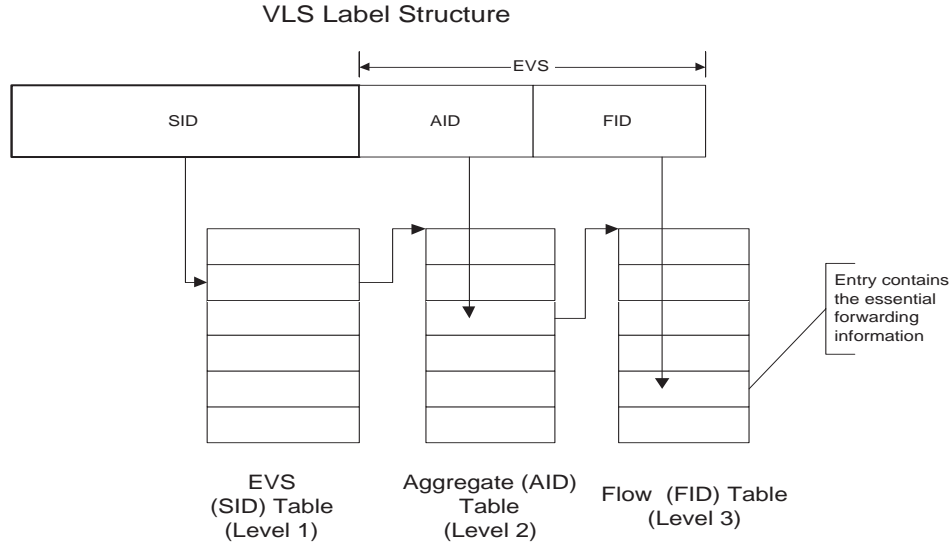 VLS Label Structure
EVS
SID
AID
FID
Entry contains
the essential
forwarding
information
EVS
(SID) Table
(Level 1)
Aggregate (AID)
Table
(Level 2)
Flow (FID) Table
(Level 3)